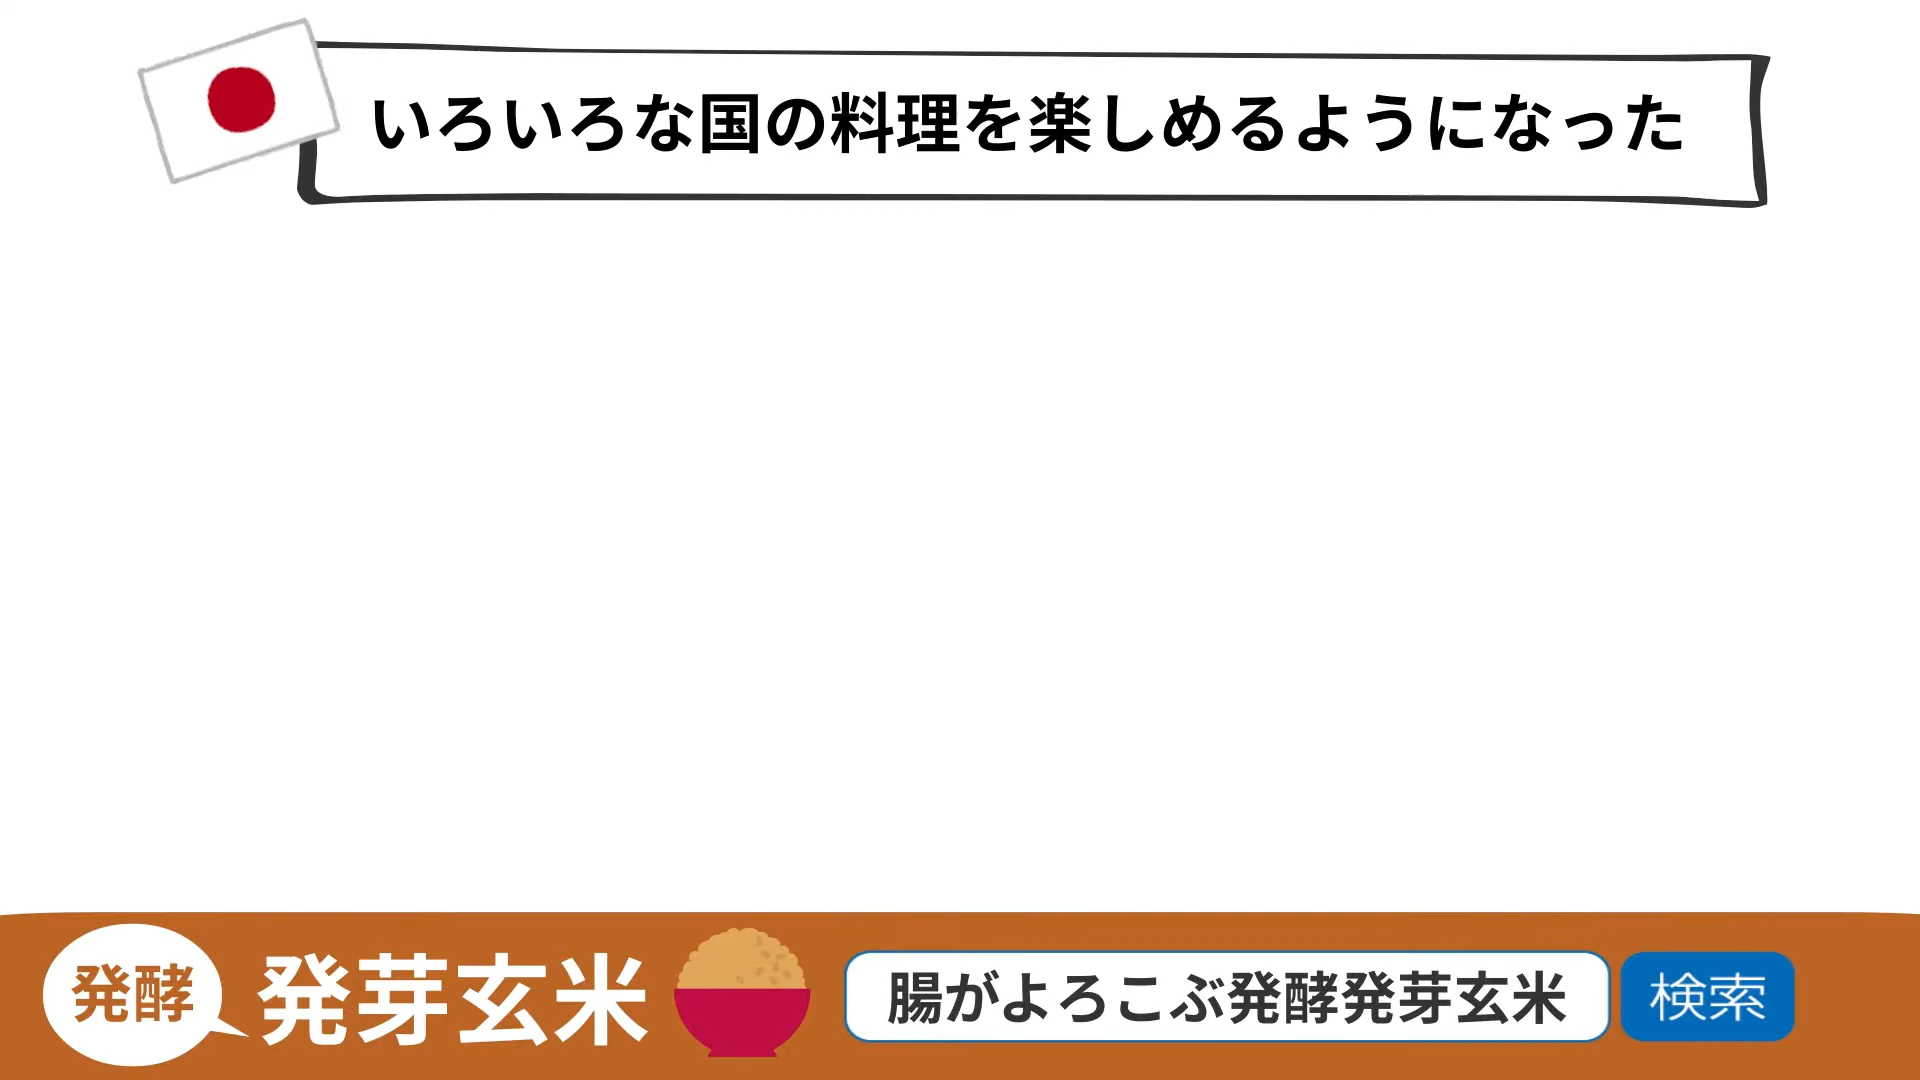 いろいろな国の料理を楽しめるようになった
発酵
発芽玄米
腸がよろこぶ発酵発芽玄米
検索